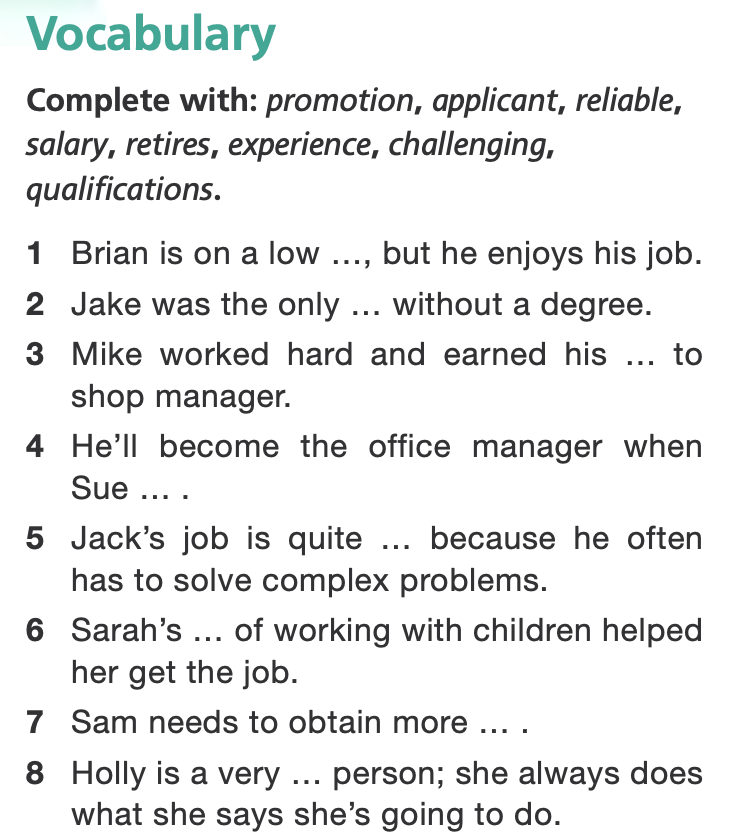 Vocabulary
Complete with: promotion, applicant, reliable,
salary, retires, experience, challenging,
qualifications.
1 Brian is on a low …, but he enjoys his job.
2 Jake was the only … without a degree.
3 Mike worked hard and earned his … to
shop manager.
4 He’ll become the office manager when
Sue … .
5 Jack’s job is quite … because he often
has to solve complex problems.
6 Sarah’s … of working with children helped
her get the job.
7 Sam needs to obtain more … .
8 Holly is a very … person; she always does
what she says she’s going to do.